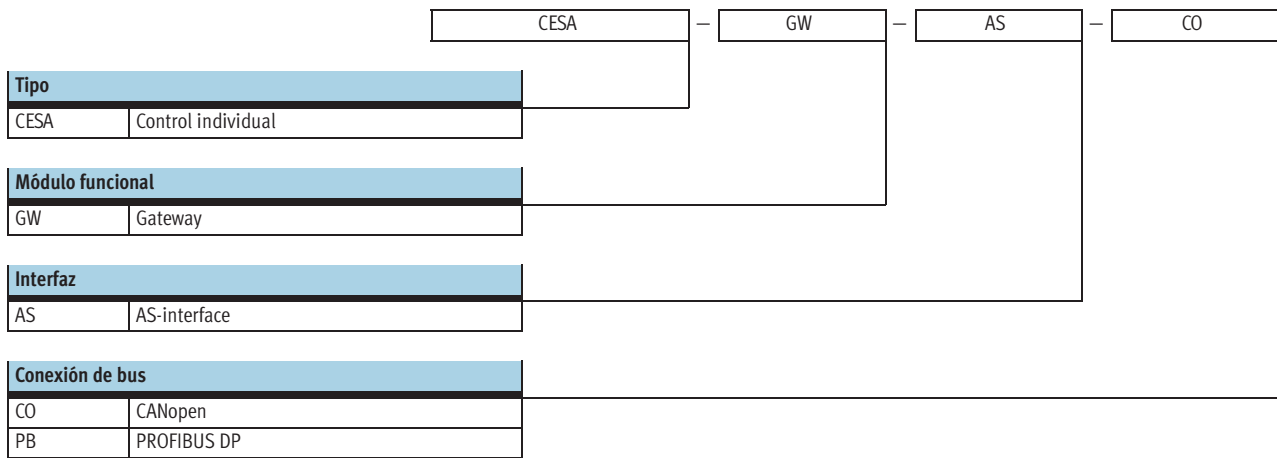 CESA – GW – AS – CO
Tipo
CESA Control individual
Módulo funcional
GW Gateway
Interfaz
AS AS-interface
Conexión de bus
CO CANopen
PB PROFIBUS DP